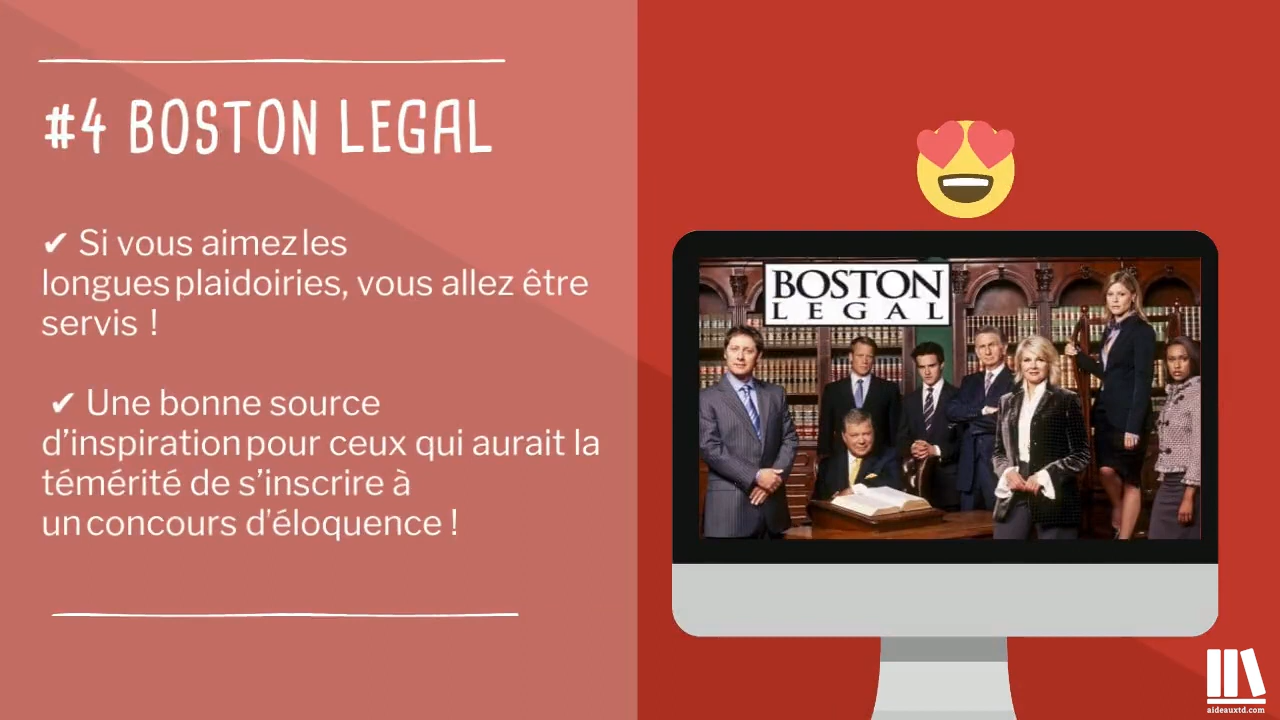 #4 BOSTON LEGAL
✔ Si vous aimez les
longues plaidoiries, vous allez être
servis !
✔ Une bonne source
d’inspiration pour ceux qui aurait la
témérité de s’inscrire à
un concours d’éloquence !
BOSTON
LEGAL
aideauxtd.com